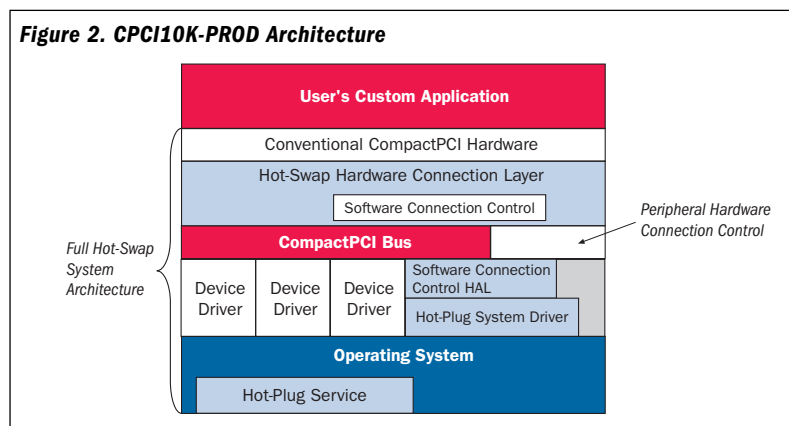 Figure 2. CPCI10K-PROD Architecture
User's Custom Application
Conventional CompactPCI Hardware
Hot-Swap Hardware Connection Layer
Software Connection Control
Peripheral Hardware
Connection Control
CompactPCI Bus
Full Hot-Swap
System
Architecture
Device
Driver
Device
Driver
Device
Driver
Software Connection
Control HAL
Hot-Plug System Driver
Operating System
Hot-Plug Service